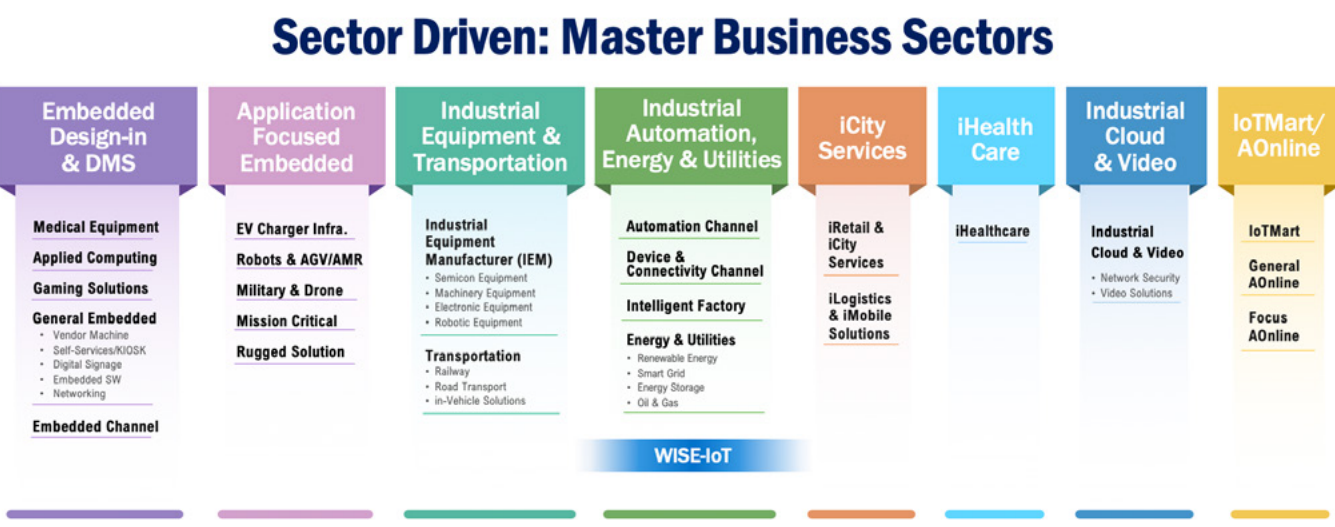 Sector Driven: Master Business Sectors
Embedded
Design-in
& DMS
Medical Equipment
Applied Computing
Gaming Solutions
General Embedded
• Vendor Machine
• Self-Services/KIOSK
• Digital Signage
• Embedded SW
• Networking
Embedded Channel
Application
Focused
Embedded
EV Charger Infra.
Robots & AGV/AMR
Military & Drone
Mission Critical
Rugged Solution
Industrial
Equipment &
Transportation
Industrial
Equipment
Manufacturer (IEM)
• Semicon Equipment
• Machinery Equipment
• Electronic Equipment
• Robotic Equipment
Transportation
• Railway
• Road Transport
• in-Vehicle Solutions
Industrial
Automation,
Energy & Utilities
Automation Channel
Device &
Connectivity Channel
Intelligent Factory
Energy & Utilities
• Renewable Energy
• Smart Grid
• Energy Storage
• Oil & Gas
WISE-IoT
iCity
Services
iRetail &
iCity
Services
iLogistics
& iMobile
Solutions
iHealth
Care
iHealthcare
Industrial
Cloud
& Video
Industrial
Cloud & Video
• Network Security
• Video Solutions
IoTMart/
AOnline
IoTMart
General
AOnline
Focus
AOnline